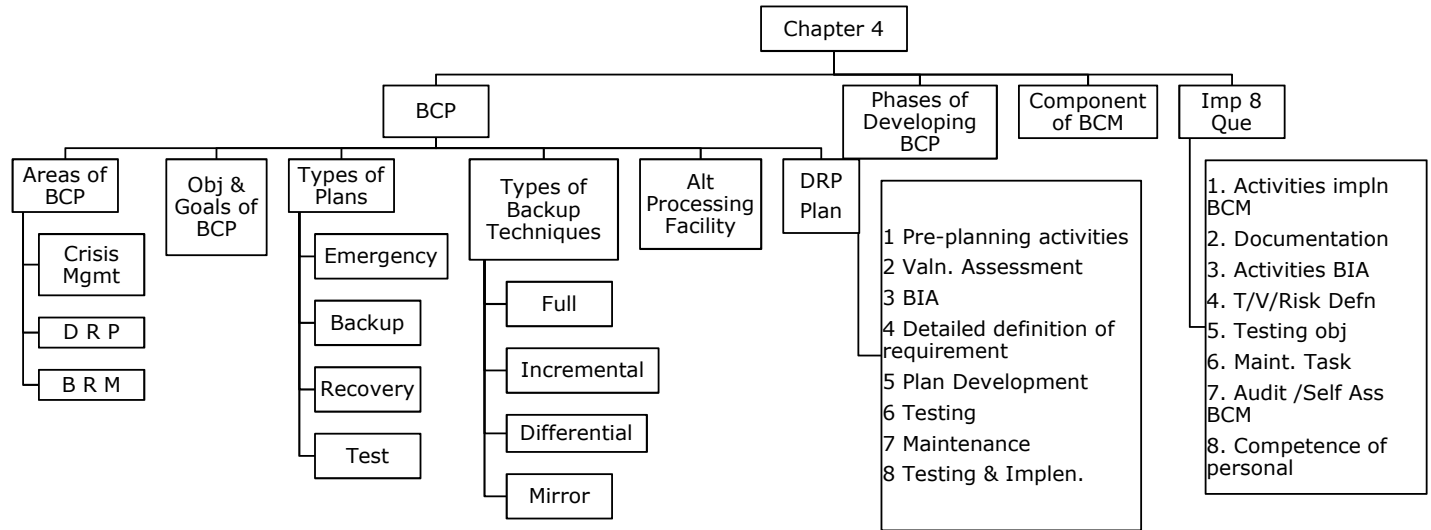 Chapter 4
BCP
Phases of
Developing
BCP
Component
of BCM
Imp 8
Que
Areas of
BCP
Obj &
Goals of
BCP
Types of
Plans
Types of
Backup
Techniques
Alt
Processing
Facility
DRP
Plan
Crisis
Mgmt
D R P
B R M
Emergency
Backup
Recovery
Test
Full
Incremental
Differential
Mirror
1 Pre-planning activities
2 Valn. Assessment
3 BIA
4 Detailed definition of
requirement
5 Plan Development
6 Testing
7 Maintenance
8 Testing & Implen.
1. Activities impln
BCM
2. Documentation
3. Activities BIA
4. T/V/Risk Defn
5. Testing obj
6. Maint. Task
7. Audit /Self Ass
BCM
8. Competence of
personal